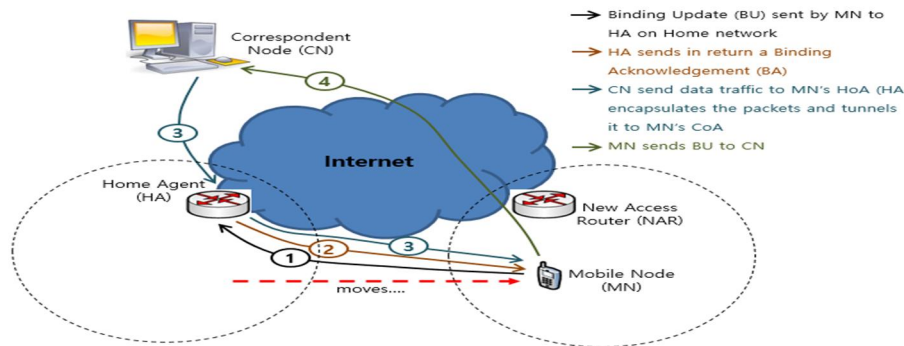 Correspondent
Node (CN)
4
3
Internet
Home Agent
(HA)
New Access
Router (NAR)
3
2
1
Mobile Node
(MN)
moves....
Binding Update (BU) sent by MN to
HA on Home network
HA sends in return a Binding
Acknowledgement (BA)
CN send data traffic to MN's HoA (HA
encapsulates the packets and tunnels
it to MN's CoA
MN sends BU to CN